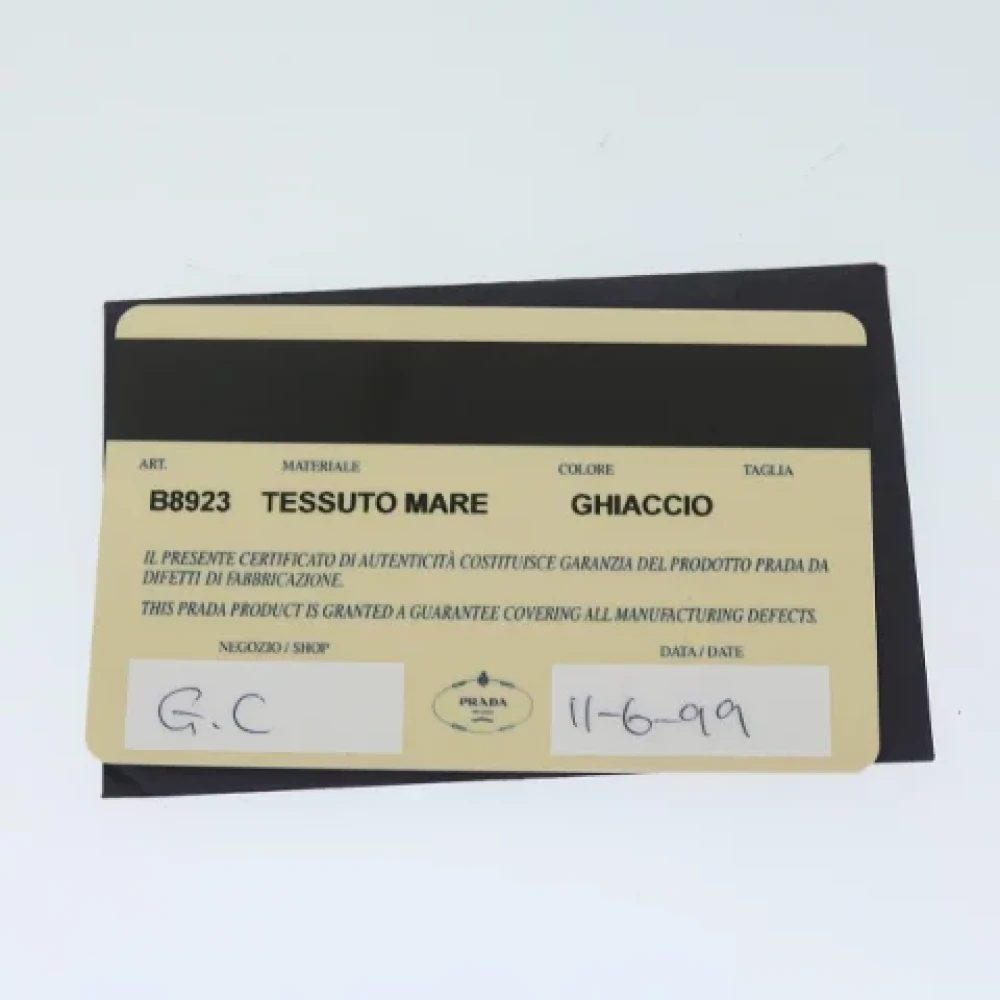 ART. MATERIALE COLORE TAGLIA
B8923 TESSUTO MARE GHIACCIO
IL PRESENTE CERTIFICATO DI AUTENTICITÀ COSTITUISCE GARANZIA DEL PRODOTTO PRADA DA
DIFETTI DI FABBRICAZIONE.
THIS PRADA PRODUCT IS GRANTED A GUARANTEE COVERING ALL MANUFACTURING DEFECTS.
NEGOZIO / SHOP DATA / DATE
G.C PRADA 11-6-99